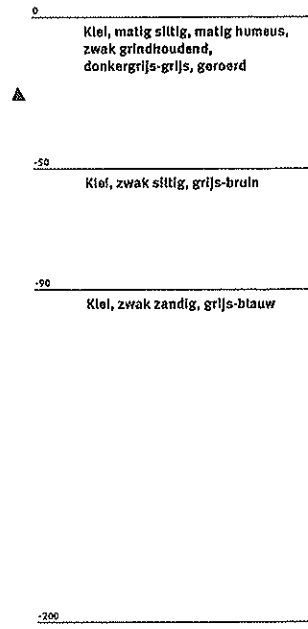 0
Klei, matig siltig, matig humeus,
zwak grindhoudend,
donkergrijs-grijs, geroerd
-50
Klei, zwak siltig, grijs-bruin
-90
Klei, zwak zandig, grijs-blauw
-200